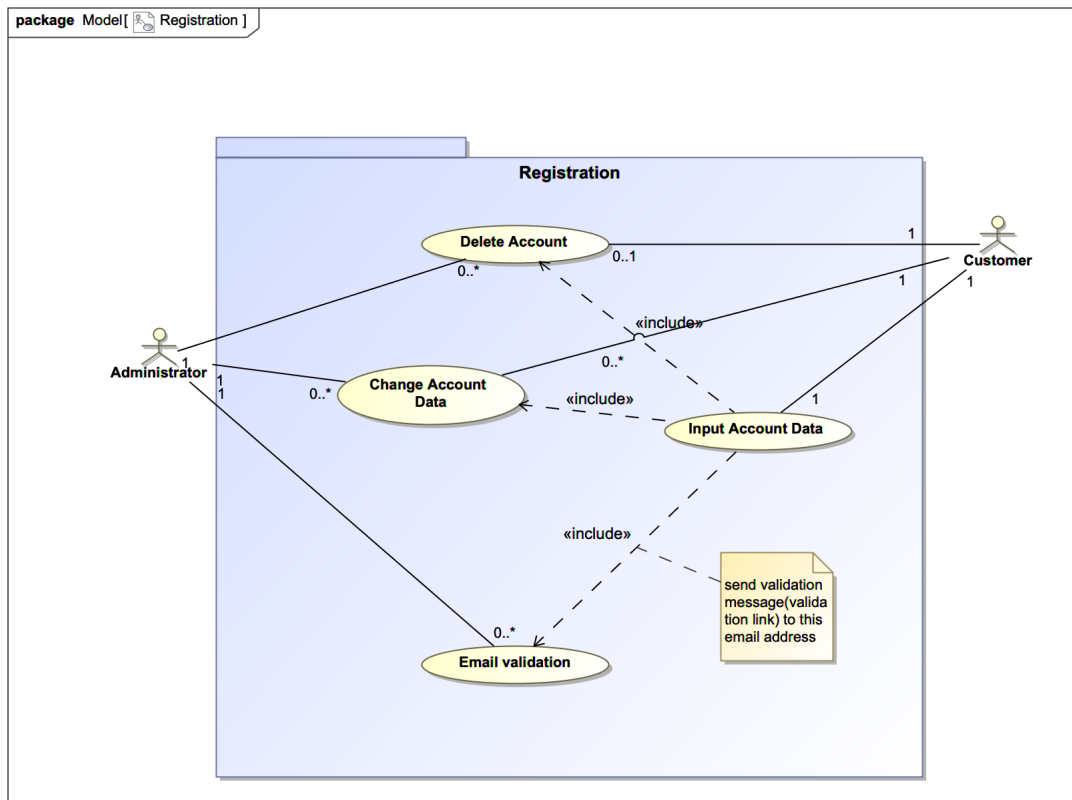 package Model[ Registration ]
Registration
Delete Account
0..*
0..1
1
Customer
1
1
«include»
0..*
Administrator
1
1
1
0..*
Change Account
Data
«include»
1
Input Account Data
«include»
send validation
message(valida
tion link) to this
email address
0..*
Email validation